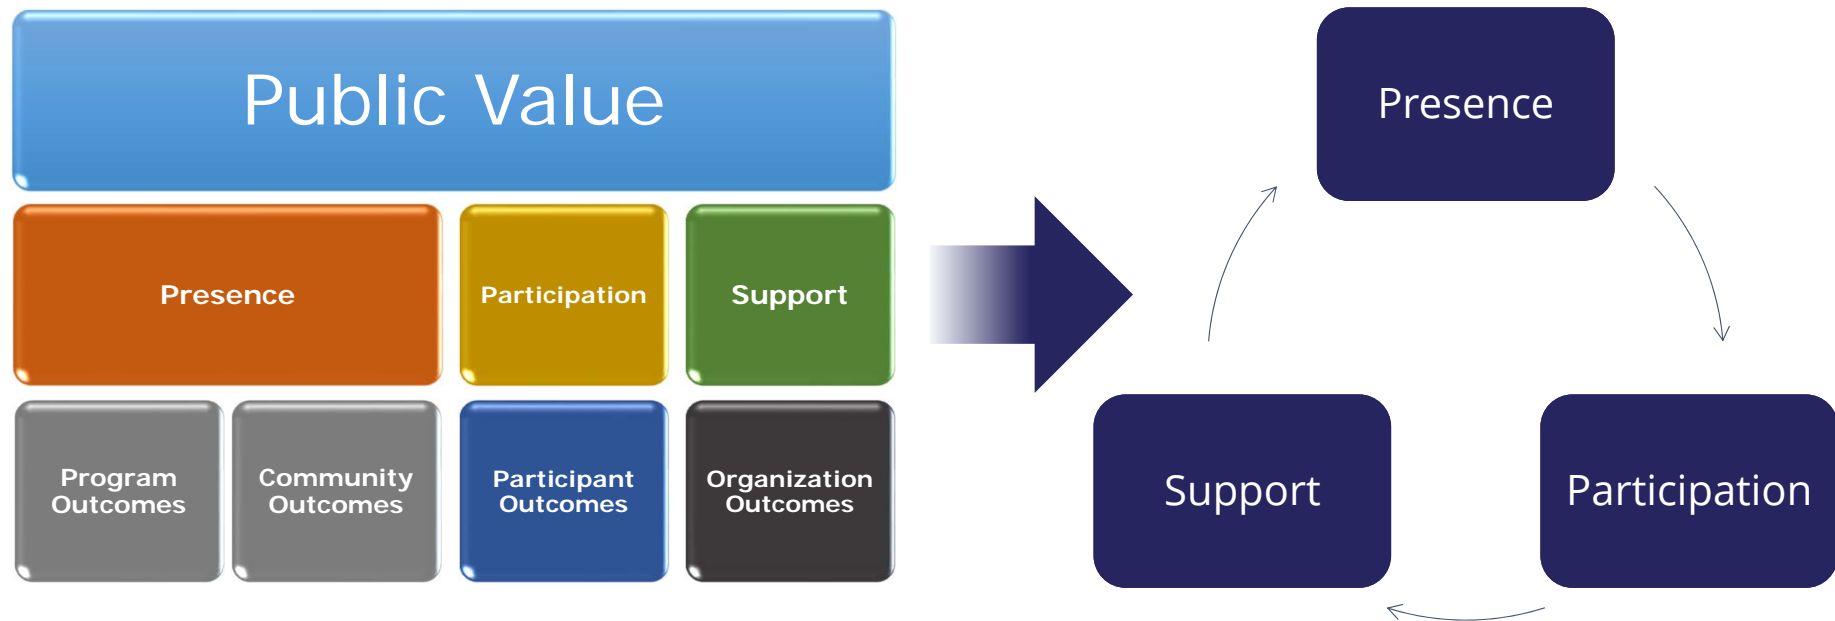 Public Value
Presence
Participation
Support
Program
Outcomes
Community
Outcomes
Participant
Outcomes
Organization
Outcomes
Presence
Support
Participation